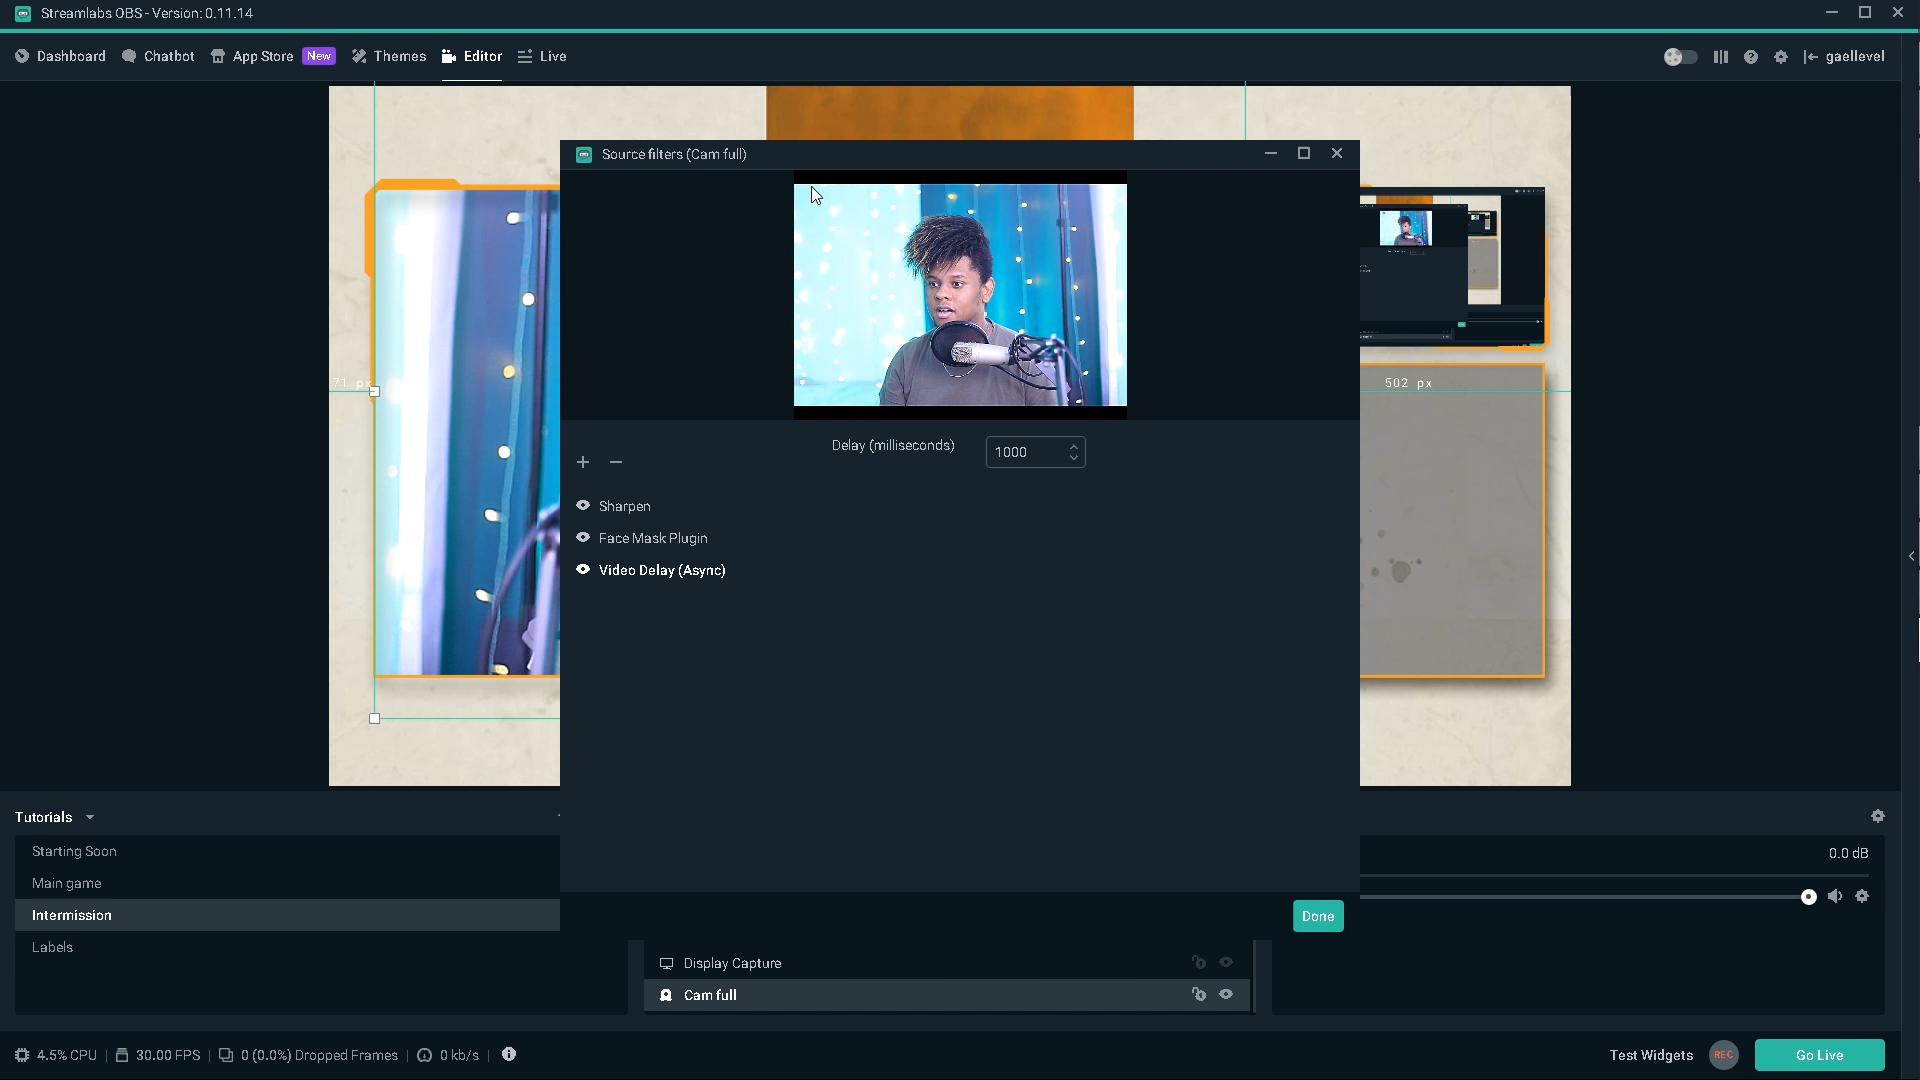 Streamlabs OBS - Version: 0.11.14
Dashboard
Chatbot
App Store New
Themes
Editor
Live
gaellevel
Source filters (Cam full)
71 px
502 px
Delay (milliseconds) 1000
Sharpen
Face Mask Plugin
Video Delay (Async)
Done
Tutorials
Starting Soon
Main game
Intermission
Labels
Display Capture
Cam full
0.0 dB
4.5% CPU
30.00 FPS
0 (0.0%) Dropped Frames
0 kb/s
Test Widgets
REC
Go Live